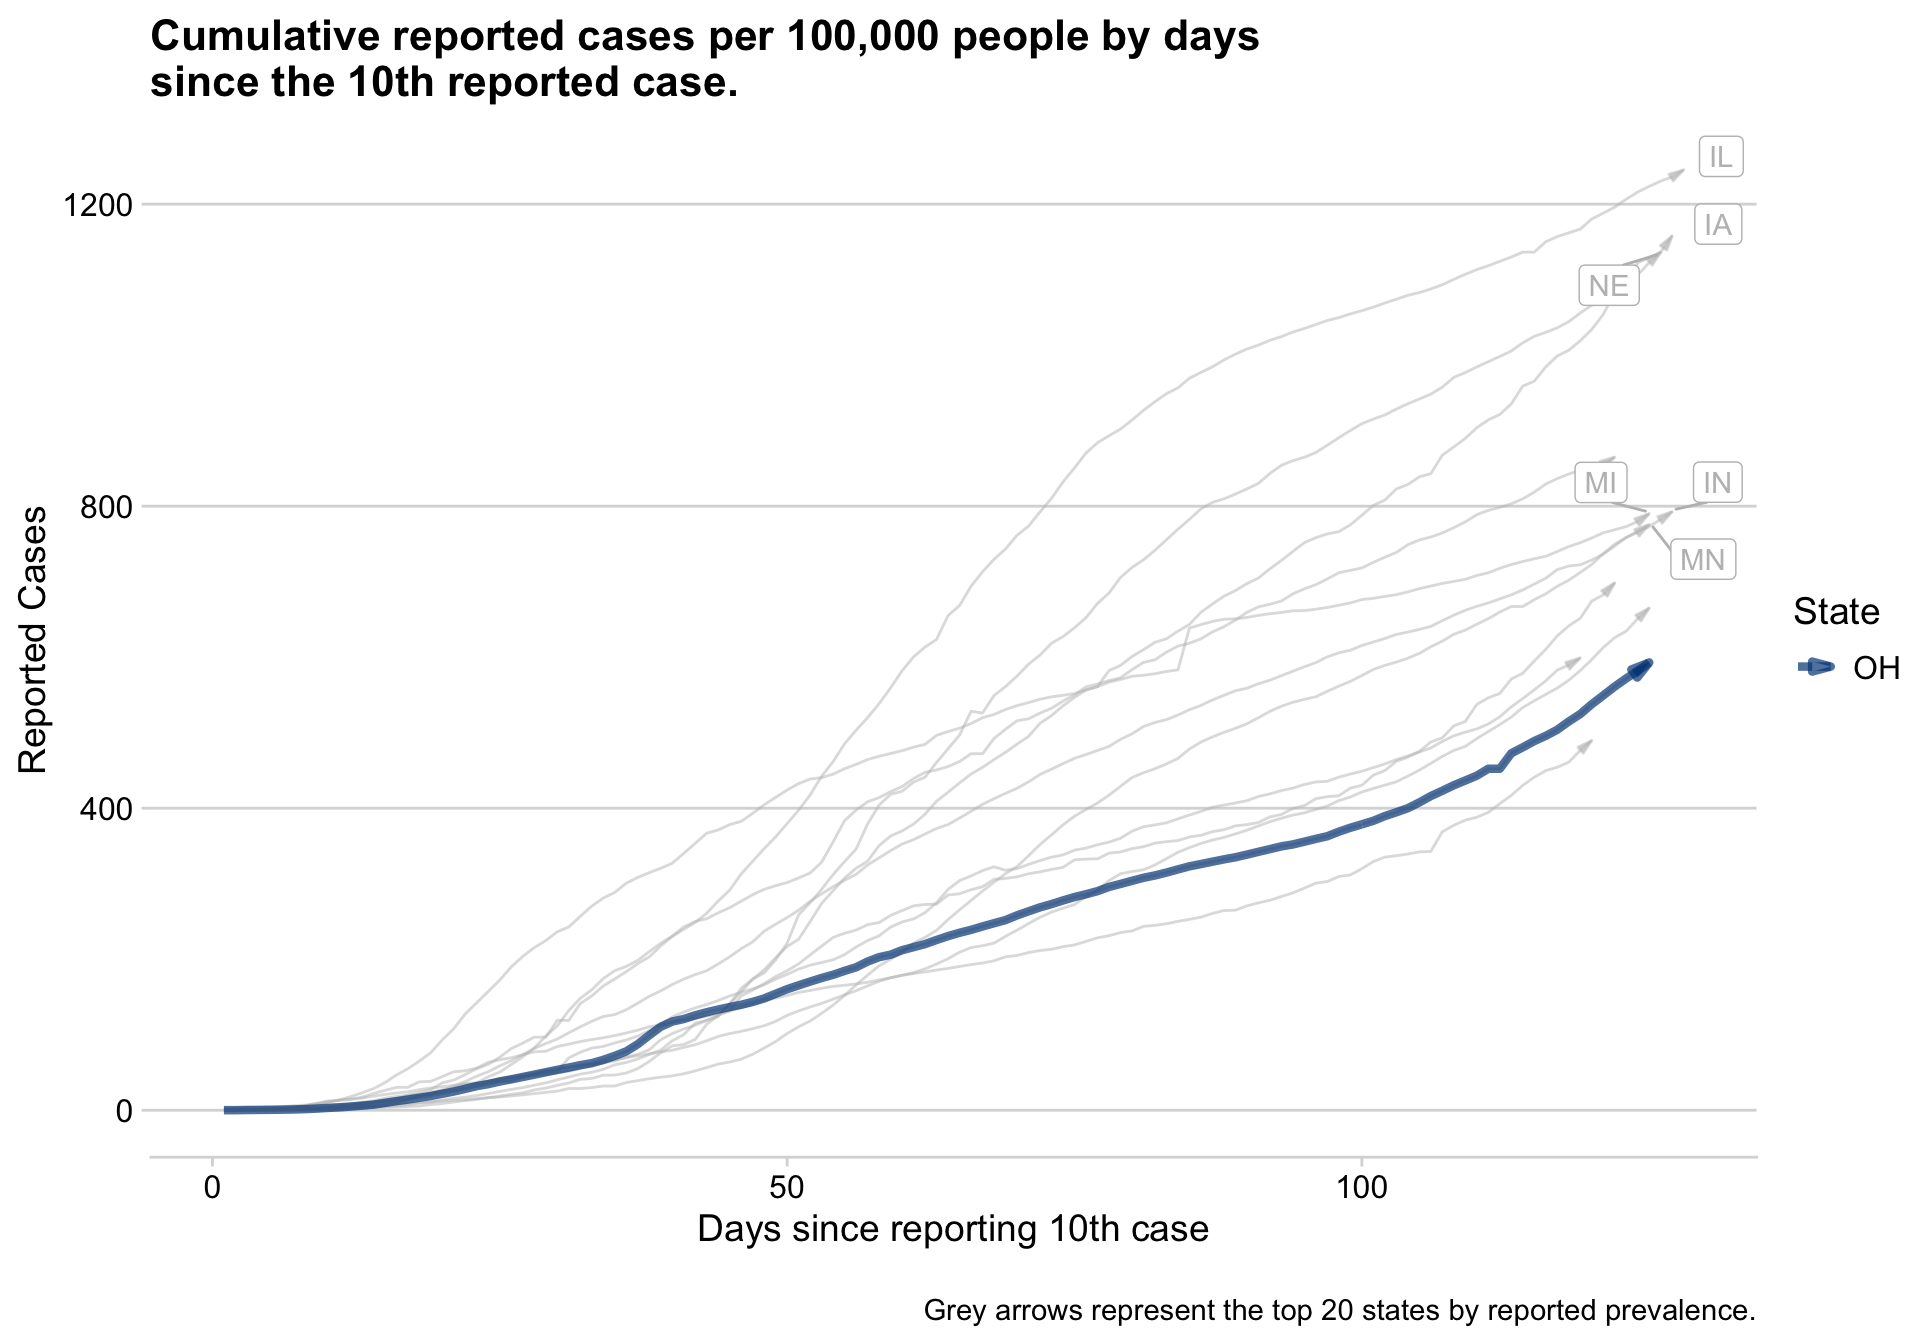 Cumulative reported cases per 100,000 people by days
since the 10th reported case.
IL
1200
IA
NE
MI
IN
800
MN
Reported Cases
State
OH
400
0
0 50 100
Days since reporting 10th case
Grey arrows represent the top 20 states by reported prevalence.